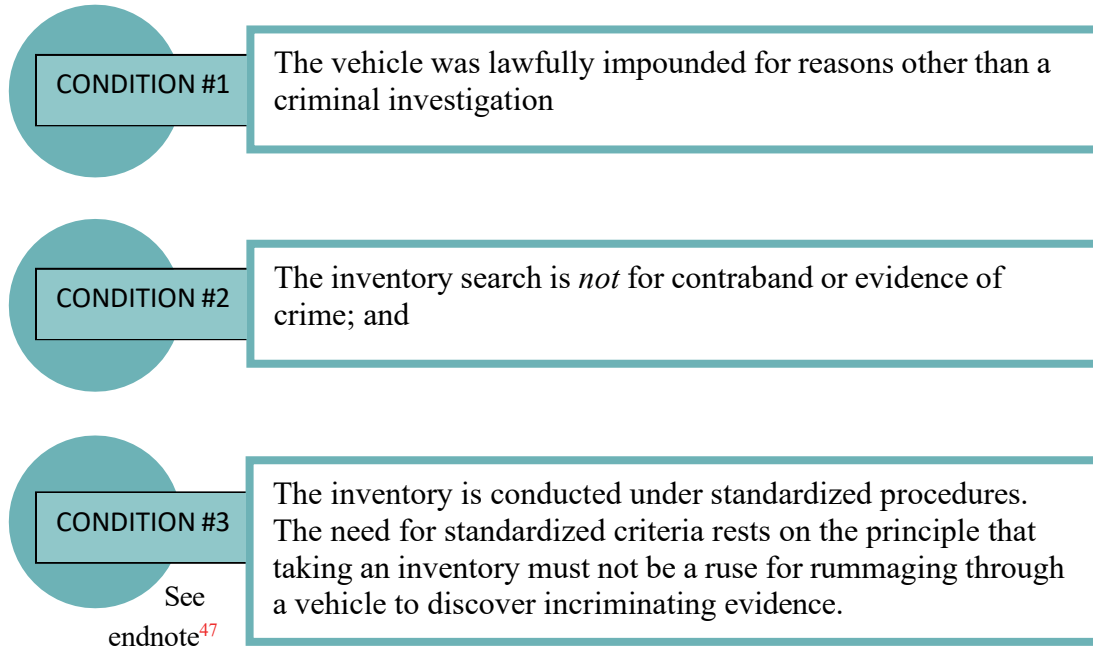 CONDITION #1
The vehicle was lawfully impounded for reasons other than a
criminal investigation
CONDITION #2
The inventory search is not for contraband or evidence of
crime; and
CONDITION #3
The inventory is conducted under standardized procedures.
The need for standardized criteria rests on the principle that
taking an inventory must not be a ruse for rummaging through
a vehicle to discover incriminating evidence.
See
endnote47